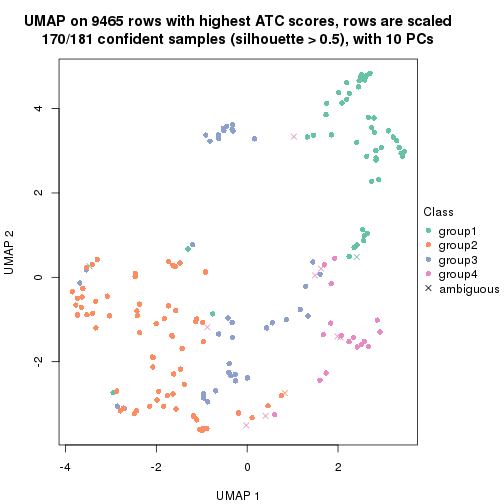 UMAP on 9465 rows with highest ATC scores, rows are scaled
170/181 confident samples (silhouette > 0.5), with 10 PCs
4
2
0
-2
UMAP 2
-4
-2
0
2
UMAP 1
Class
group1
group2
group3
group4
ambiguous